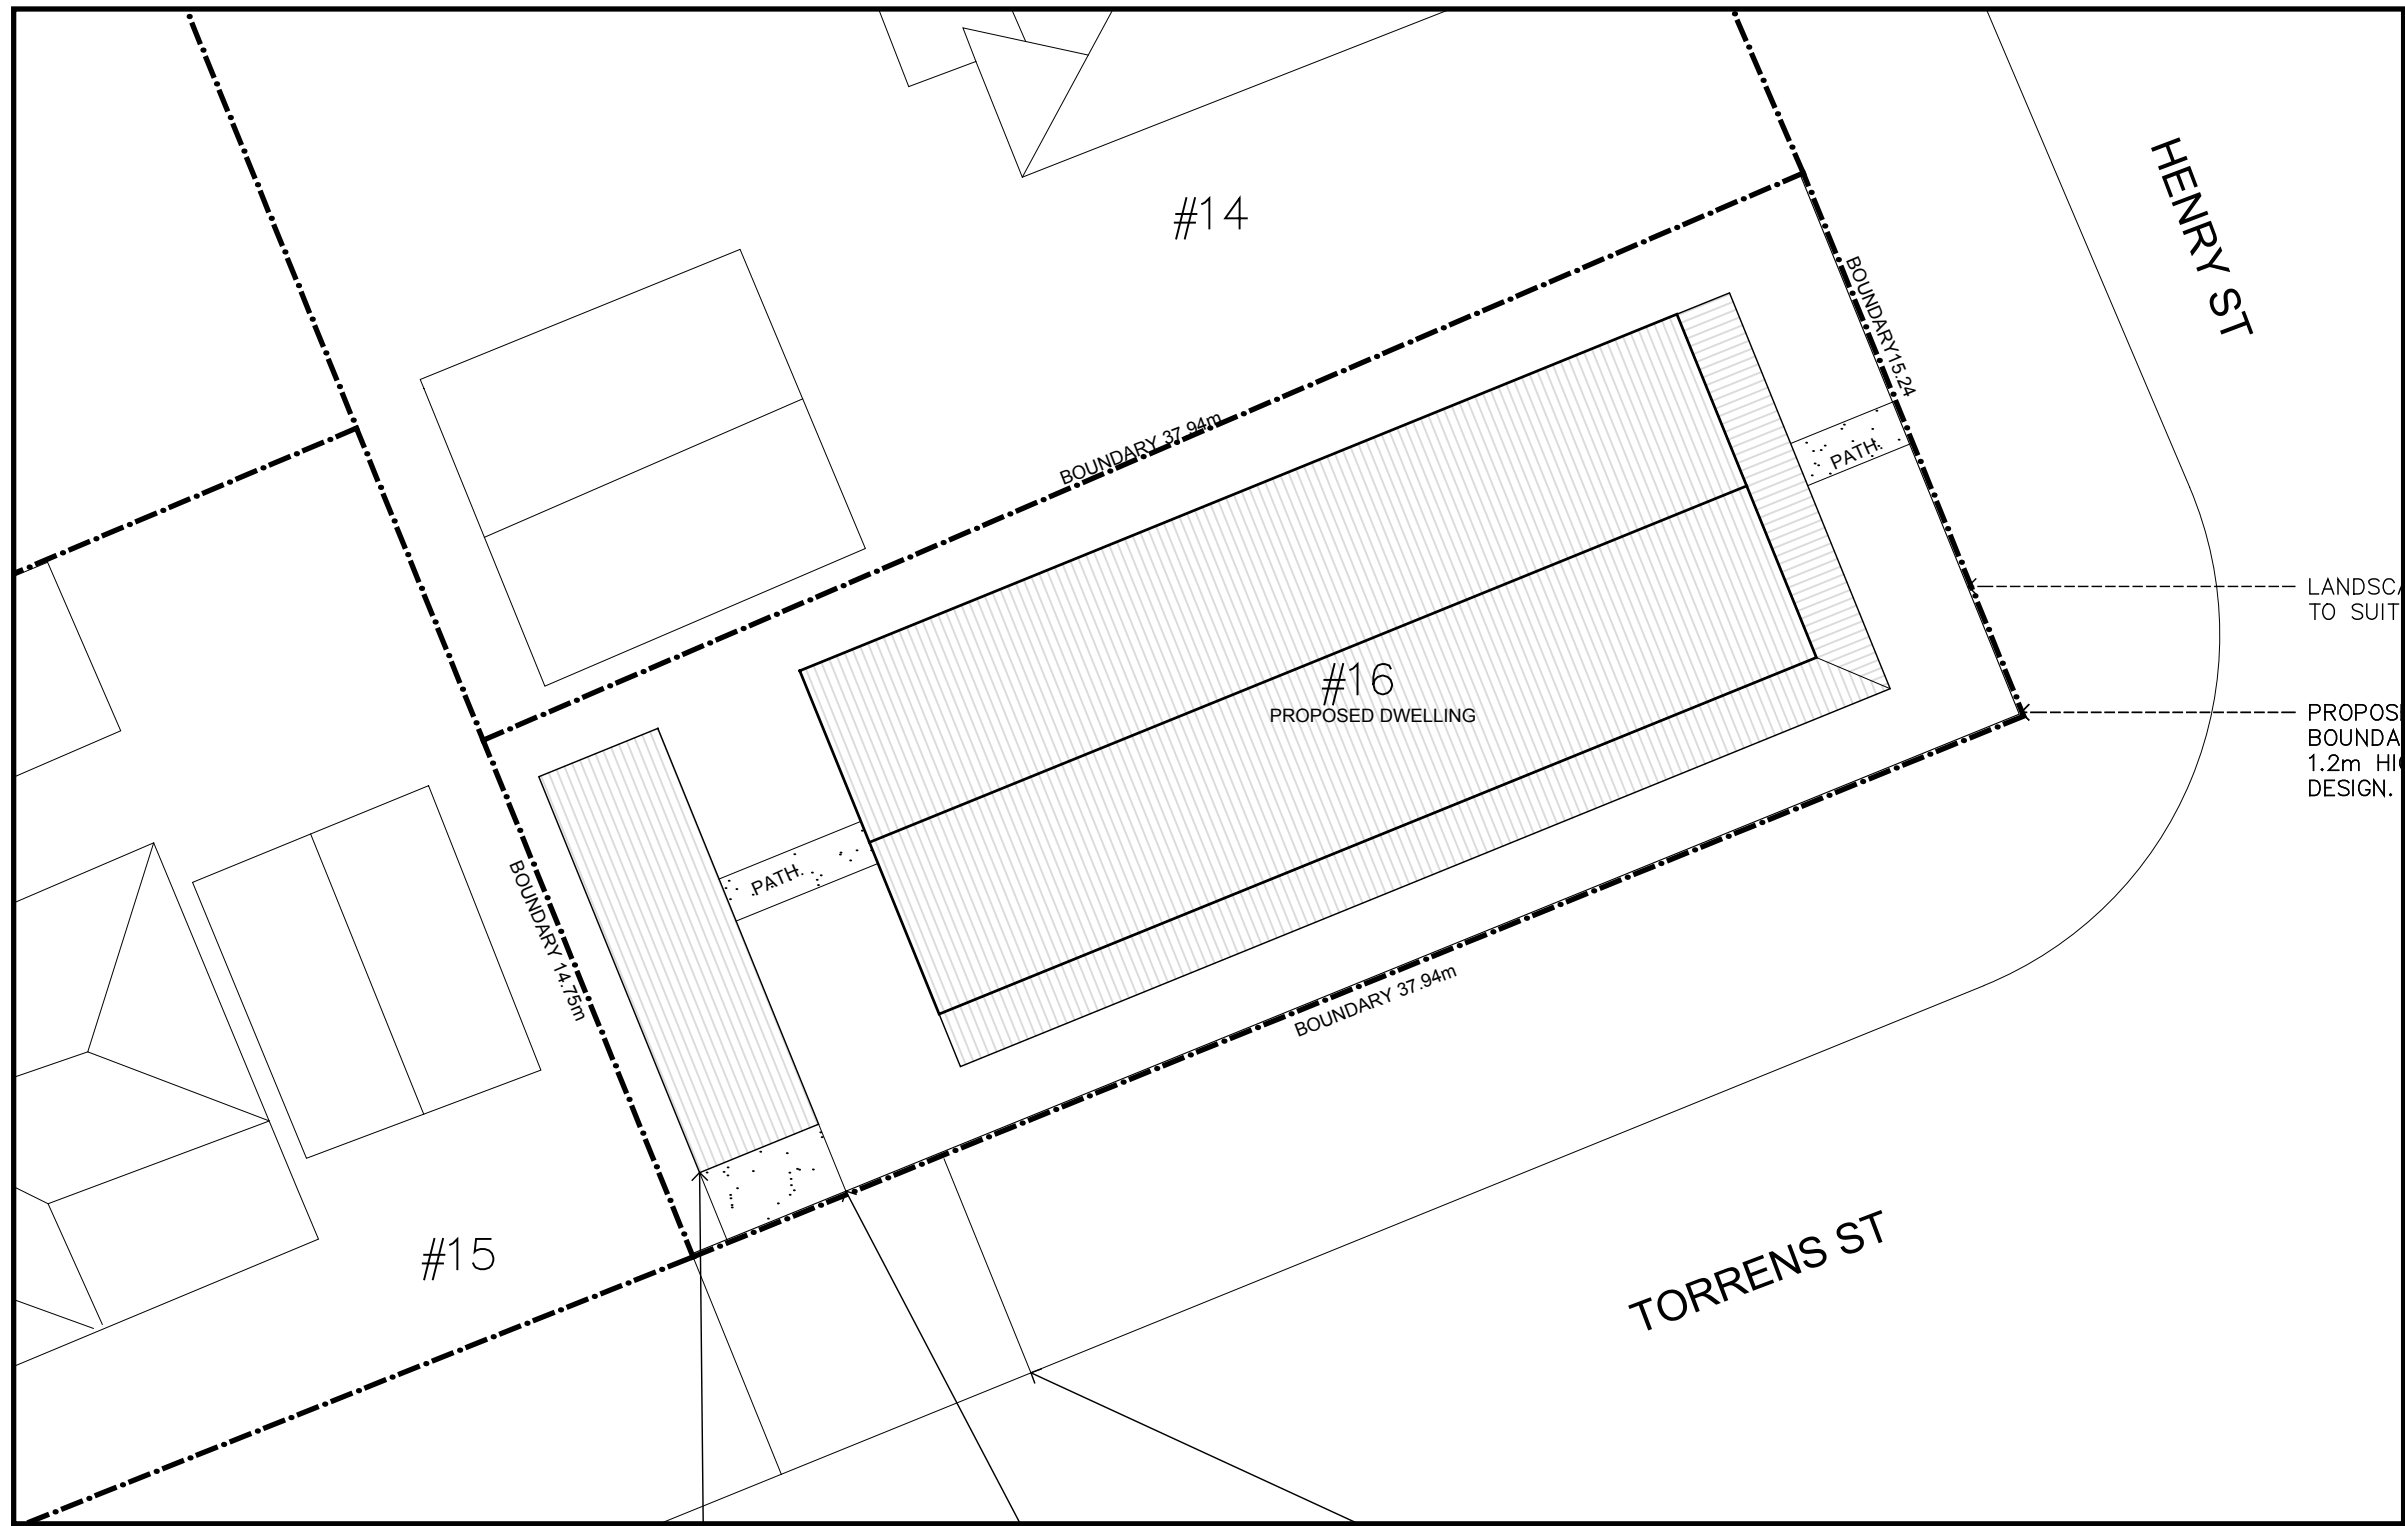 #14
HENRY ST
BOUNDARY 15.24
BOUNDARY 37.94m
PATH
LANDSCA
TO SUIT
#16
PROPOSED DWELLING
PROPOS
BOUNDA
1.2m HI
DESIGN.
PATH
BOUNDARY 14.75m
BOUNDARY 37.94m
#15
TORRENS ST